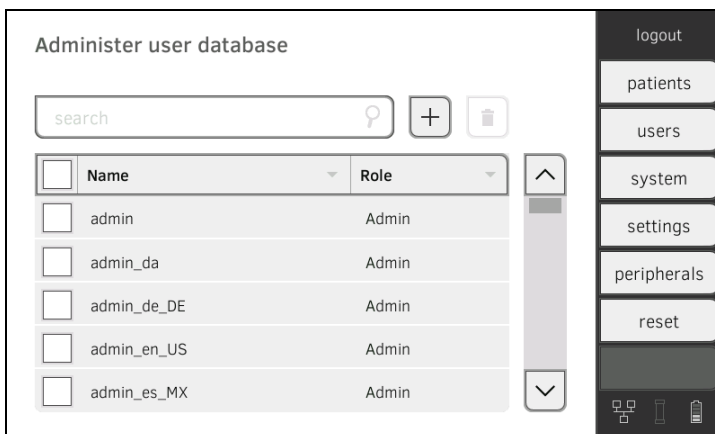 Administer user database
search
Name Role
admin Admin
admin_da Admin
admin_de_DE Admin
admin_en_US Admin
admin_es_MX Admin
logout
patients
users
system
settings
peripherals
reset